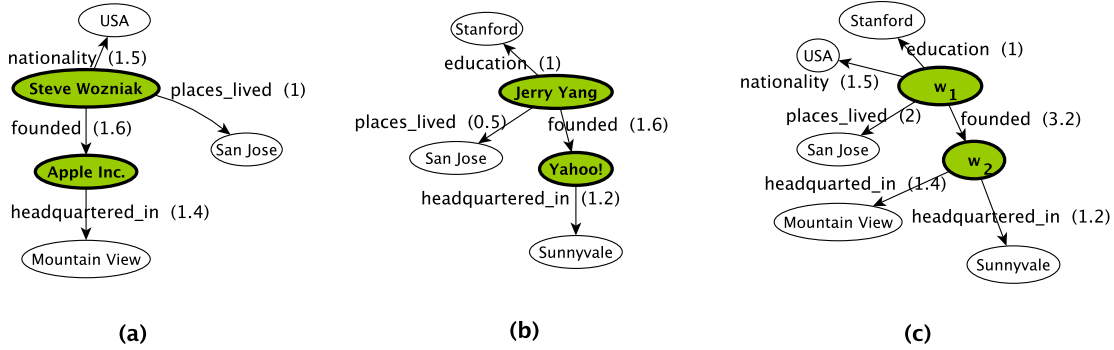 USA
nationality (1.5)
Steve Wozniak
places_lived (1)
founded (1.6)
San Jose
Apple Inc.
headquartered_in (1.4)
Mountain View
(a)
Stanford
education (1)
Jerry Yang
places_lived (0.5)
founded (1.6)
San Jose
Yahoo!
headquartered_in (1.2)
Sunnyvale
(b)
Stanford
education (1)
USA
nationality (1.5)
w_1
places_lived (2)
founded (3.2)
San Jose
w_2
headquarted_in (1.4)
Mountain View
headquartered_in (1.2)
Sunnyvale
(c)